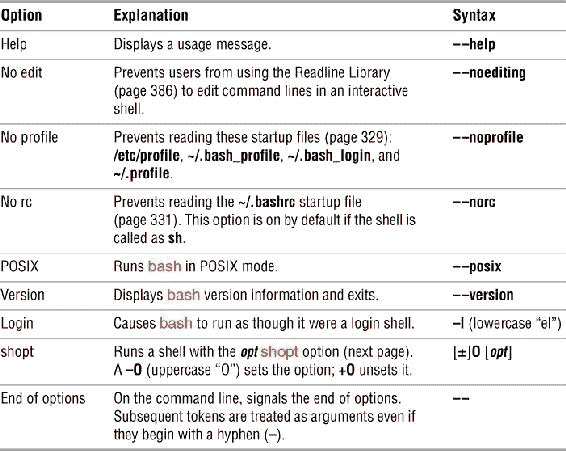 Option Explanation Syntax
Help Displays a usage message. ––help
No edit Prevents users from using the Readline Library ––noediting
(page 386) to edit command lines in an interactive
shell.
No profile Prevents reading these startup files (page 329): ––noprofile
/etc/profile, ~/.bash_profile, ~/.bash_login, and
~/.profile.
No rc Prevents reading the ~/.bashrc startup file ––norc
(page 331). This option is on by default if the shell is
called as sh.
POSIX Runs bash in POSIX mode. ––posix
Version Displays bash version information and exits. ––version
Login Causes bash to run as though it were a login shell. –l (lowercase “el”)
shopt Runs a shell with the opt shopt option (next page). [±]O [opt]
A –O (uppercase “O”) sets the option; +O unsets it.
End of options On the command line, signals the end of options. ––
Subsequent tokens are treated as arguments even if
they begin with a hyphen (–).